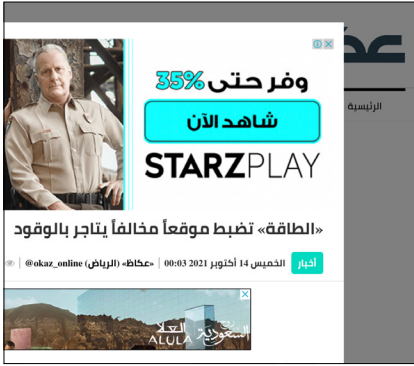 وفر حتى 35%
شاهد الآن
STARZPLAY
الرئيسية
«الطاقة» تضبط موقعاً مخالفاً يتاجر بالوقود
أخبار الخميس 14 أكتوبر 2021 00:03 | «عكاظ» (الرياض) okaz_online@
السعودية العلا
ALULA